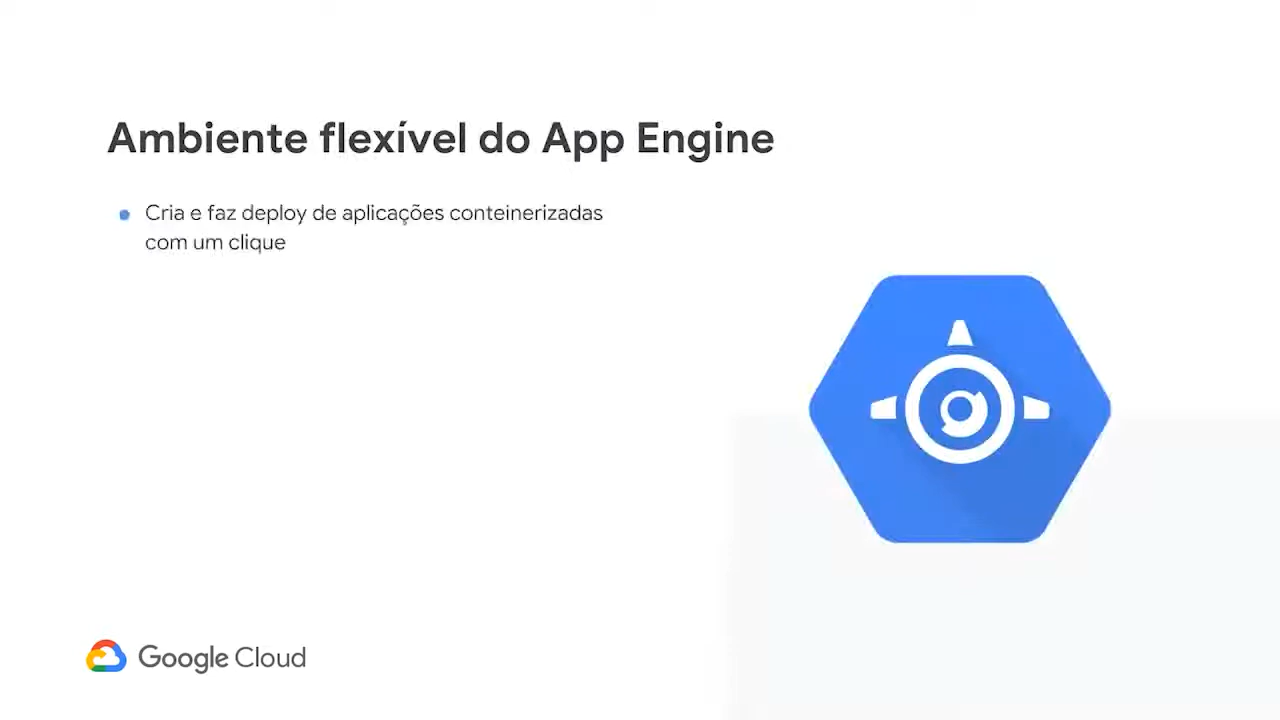 Ambiente flexível do App Engine
Cria e faz deploy de aplicações conteinerizadas
com um clique
Google Cloud